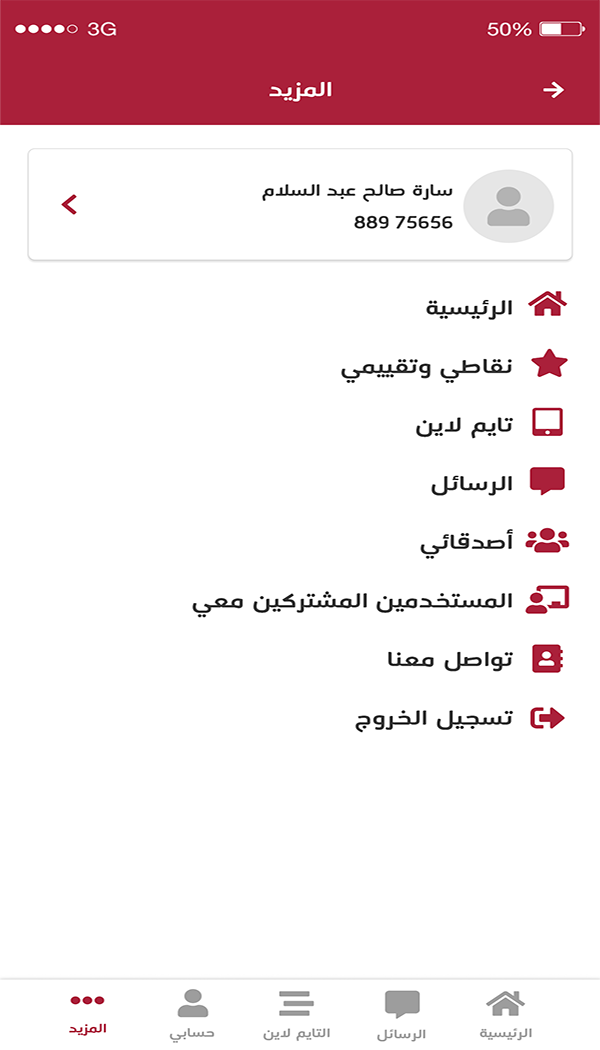 3G
50%
المزيد
سارة صالح عبد السلام
889 75656
الرئيسية
نقاطي وتقييمي
تايم لاين
الرسائل
أصدقائي
المستخدمين المشتركين معي
تواصل معنا
تسجيل الخروج
الرئيسية
الرسائل
التايم لاين
حسابي
المزيد